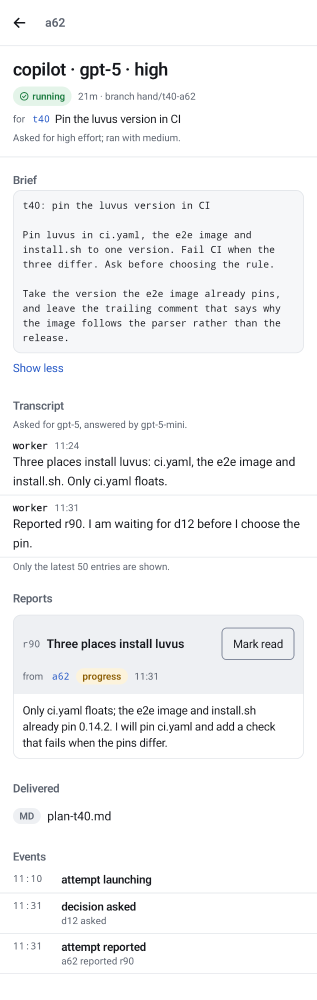 a62
copilot · gpt-5 · high
running 21m · branch hand/t40-a62
for t40 Pin the luvus version in CI
Asked for high effort; ran with medium.
Brief
t40: pin the luvus version in CI
Pin luvus in ci.yaml, the e2e image and
install.sh to one version. Fail CI when the
three differ. Ask before choosing the rule.
Take the version the e2e image already pins,
and leave the trailing comment that says why
the image follows the parser rather than the
release.
Show less
Transcript
Asked for gpt-5, answered by gpt-5-mini.
worker 11:24
Three places install luvus: ci.yaml, the e2e image and
install.sh. Only ci.yaml floats.
worker 11:31
Reported r90. I am waiting for d12 before I choose the
pin.
Only the latest 50 entries are shown.
Reports
r90 Three places install luvus Mark read
from a62 progress 11:31
Only ci.yaml floats; the e2e image and install.sh
already pin 0.14.2. I will pin ci.yaml and add a check
that fails when the pins differ.
Delivered
MD plan-t40.md
Events
11:10 attempt launching
11:31 decision asked
d12 asked
11:31 attempt reported
a62 reported r90